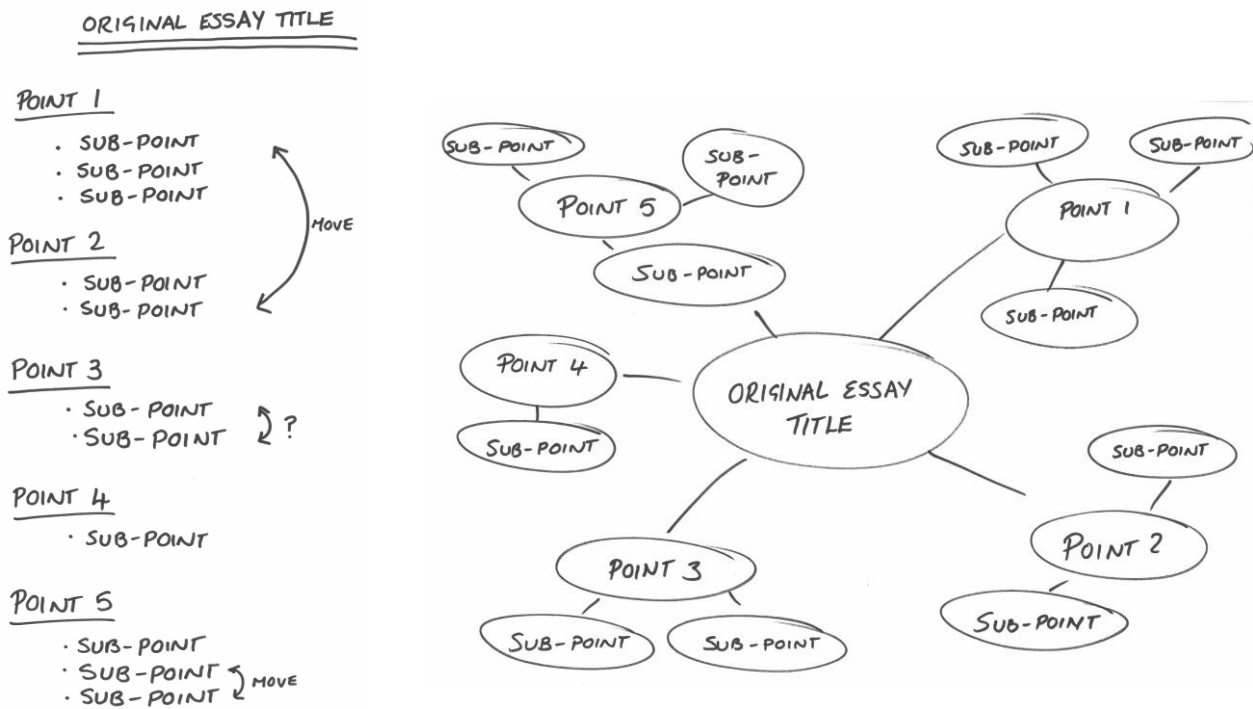 ORIGINAL ESSAY TITLE
POINT 1
· SUB-POINT
· SUB-POINT
· SUB-POINT
MOVE
POINT 2
· SUB-POINT
· SUB-POINT
POINT 3
· SUB-POINT
· SUB-POINT
?
POINT 4
· SUB-POINT
POINT 5
· SUB-POINT
· SUB-POINT
· SUB-POINT
MOVE
SUB-POINT
SUB-
POINT
POINT 5
SUB-POINT
SUB-POINT
SUB-POINT
POINT 1
SUB-POINT
POINT 4
SUB-POINT
ORIGINAL ESSAY
TITLE
SUB-POINT
POINT 2
SUB-POINT
POINT 3
SUB-POINT
SUB-POINT